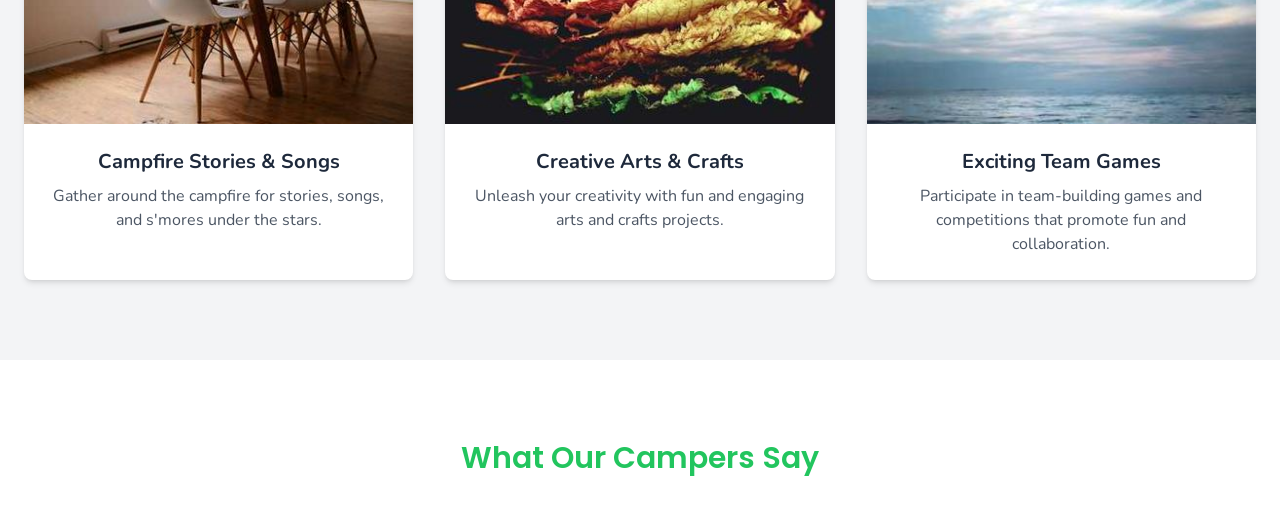 Campfire Stories & Songs
Gather around the campfire for stories, songs,
and s'mores under the stars.
Creative Arts & Crafts
Unleash your creativity with fun and engaging
arts and crafts projects.
Exciting Team Games
Participate in team-building games and
competitions that promote fun and
collaboration.
What Our Campers Say